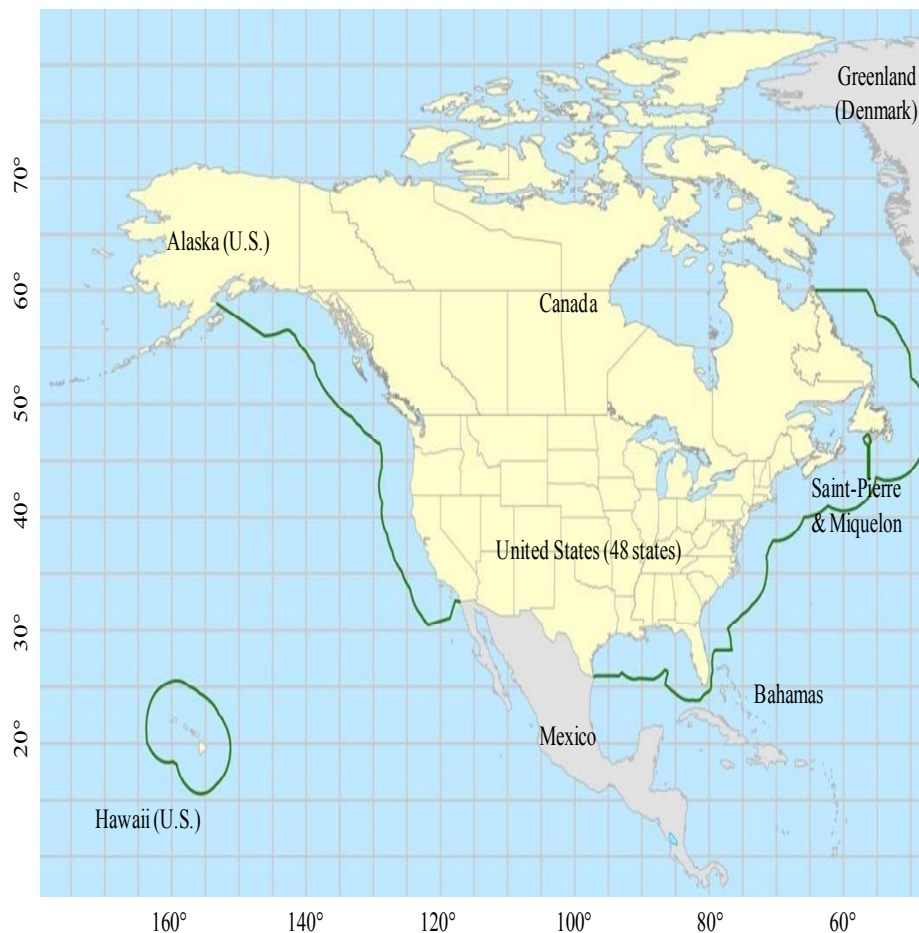 Greenland
(Denmark)
70°
Alaska (U.S.)
60°
Canada
50°
Saint-Pierre
& Miquelon
40°
United States (48 states)
30°
Bahamas
20°
Mexico
Hawaii (U.S.)
160°
140°
120°
100°
80°
60°